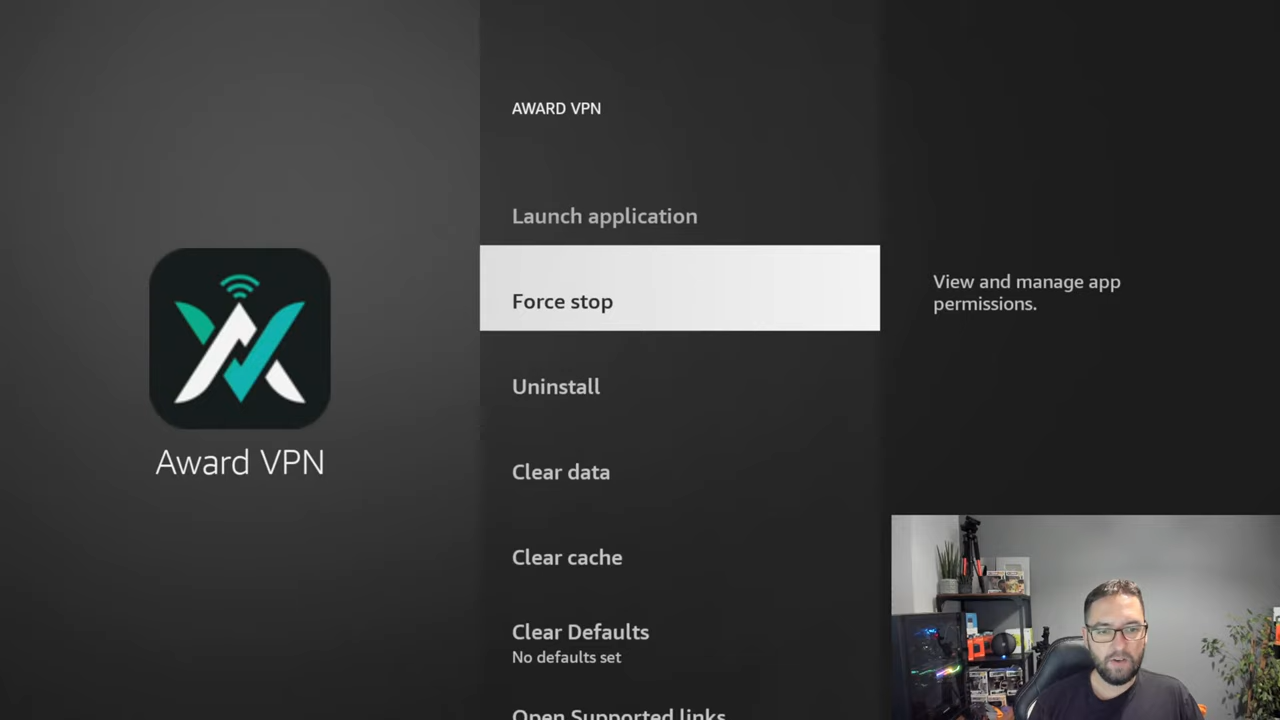 AWARD VPN
Launch application
Force stop
Uninstall
Clear data
Clear cache
Clear Defaults
No defaults set
Open Supported links
Award VPN
View and manage app
permissions.